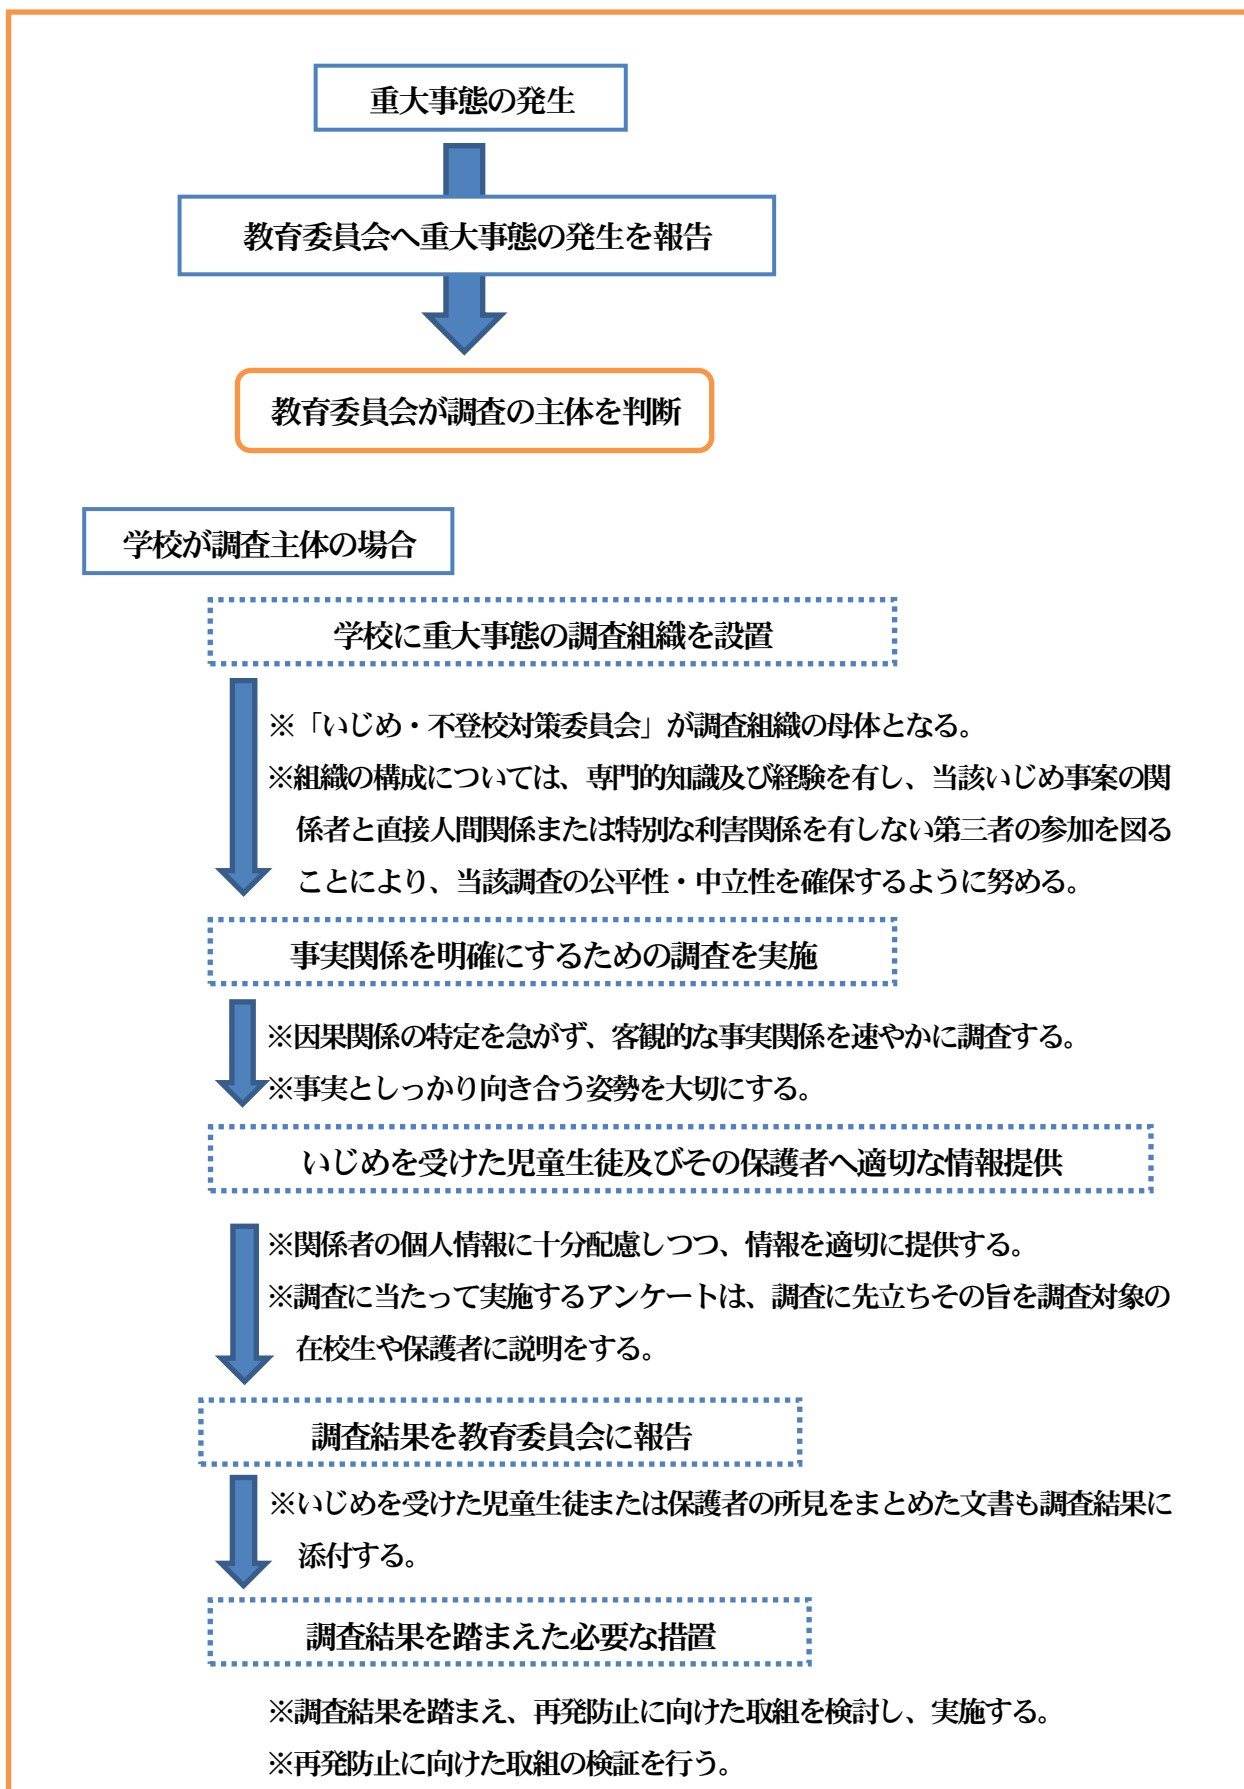 重大事態の発生
教育委員会へ重大事態の発生を報告
教育委員会が調査の主体を判断
学校が調査主体の場合
学校に重大事態の調査組織を設置
※「いじめ・不登校対策委員会」が調査組織の母体となる。
※組織の構成については、専門的知識及び経験を有し、当該いじめ事案の関
係者と直接人間関係または特別な利害関係を有しない第三者の参加を図る
ことにより、当該調査の公平性・中立性を確保するように努める。
事実関係を明確にするための調査を実施
※因果関係の特定を急がず、客観的な事実関係を速やかに調査する。
※事実としっかり向き合う姿勢を大切にする。
いじめを受けた児童生徒及びその保護者へ適切な情報提供
※関係者の個人情報に十分配慮しつつ、情報を適切に提供する。
※調査に当たって実施するアンケートは、調査に先立ちその旨を調査対象の
在校生や保護者に説明をする。
調査結果を教育委員会に報告
※いじめを受けた児童生徒または保護者の所見をまとめた文書も調査結果に
添付する。
調査結果を踏まえた必要な措置
※調査結果を踏まえ、再発防止に向けた取組を検討し、実施する。
※再発防止に向けた取組の検証を行う。